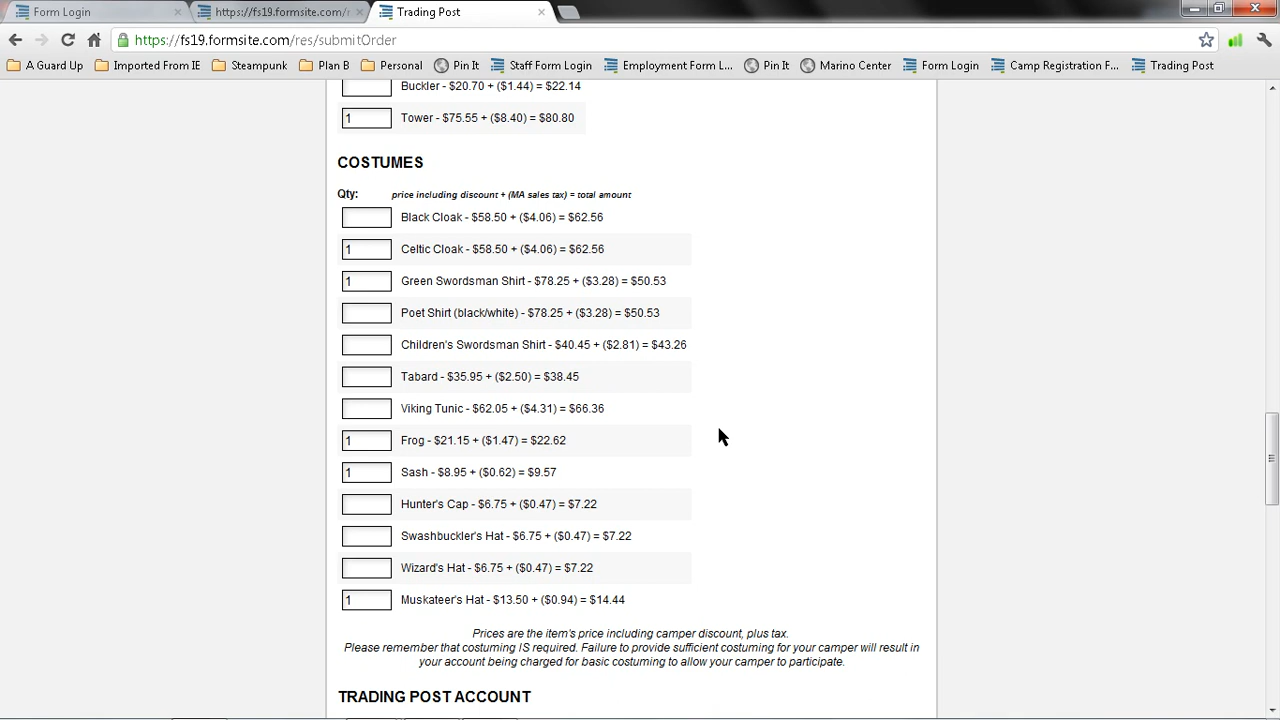 Form Login
https://fs19.formsite.com/r
Trading Post
https://fs19.formsite.com/res/submitOrder
A Guard Up
Imported From IE
Steampunk
Plan B
Personal
Pin It
Staff Form Login
Employment Form L...
Pin It
Marino Center
Form Login
Camp Registration F...
Trading Post
Buckler - $20.70 + ($1.44) = $22.14
1 Tower - $75.55 + ($8.40) = $80.80
COSTUMES
Qty: price including discount + (MA sales tax) = total amount
Black Cloak - $58.50 + ($4.06) = $62.56
1 Celtic Cloak - $58.50 + ($4.06) = $62.56
1 Green Swordsman Shirt - $78.25 + ($3.28) = $50.53
Poet Shirt (black/white) - $78.25 + ($3.28) = $50.53
Children's Swordsman Shirt - $40.45 + ($2.81) = $43.26
Tabard - $35.95 + ($2.50) = $38.45
Viking Tunic - $62.05 + ($4.31) = $66.36
1 Frog - $21.15 + ($1.47) = $22.62
1 Sash - $8.95 + ($0.62) = $9.57
Hunter's Cap - $6.75 + ($0.47) = $7.22
Swashbuckler's Hat - $6.75 + ($0.47) = $7.22
Wizard's Hat - $6.75 + ($0.47) = $7.22
1 Muskateer's Hat - $13.50 + ($0.94) = $14.44
Prices are the item's price including camper discount, plus tax.
Please remember that costuming IS required. Failure to provide sufficient costuming for your camper will result in
your account being charged for basic costuming to allow your camper to participate.
TRADING POST ACCOUNT